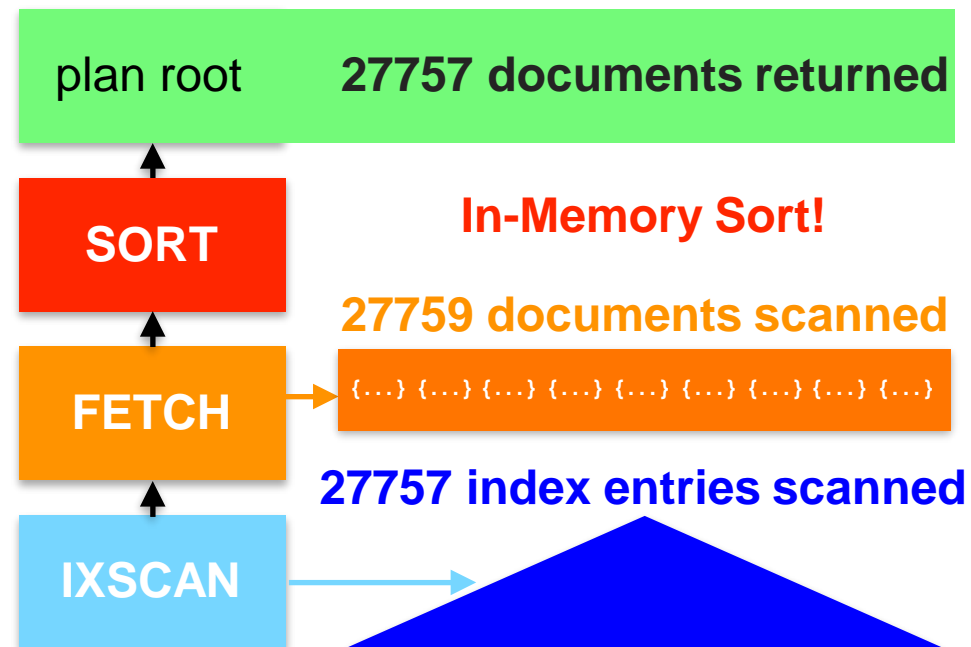 plan root 27757 documents returned
SORT
In-Memory Sort!
27759 documents scanned
FETCH
{...} {...} {...} {...} {...} {...} {...} {...} {...}
27757 index entries scanned
IXSCAN